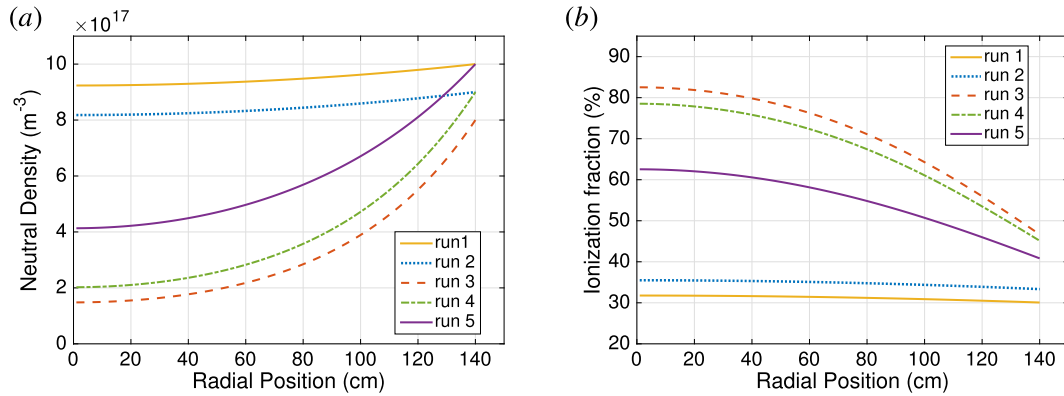 (a)
×10^17
Neutral Density (m^-3)
10
8
6
4
2
0
0 20 40 60 80 100 120 140
Radial Position (cm)
run1
run 2
run 3
run 4
run 5
(b)
Ionization fraction (%)
90
80
70
60
50
40
30
20
0 20 40 60 80 100 120 140
Radial Position (cm)
run 1
run 2
run 3
run 4
run 5